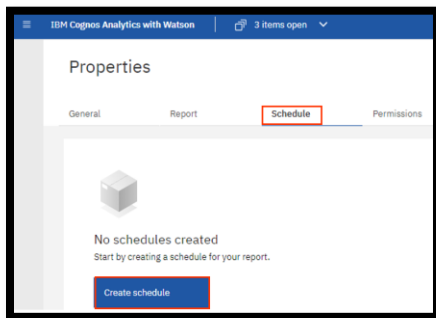 IBM Cognos Analytics with Watson 3 items open
Properties
General Report Schedule Permissions
No schedules created
Start by creating a schedule for your report.
Create schedule